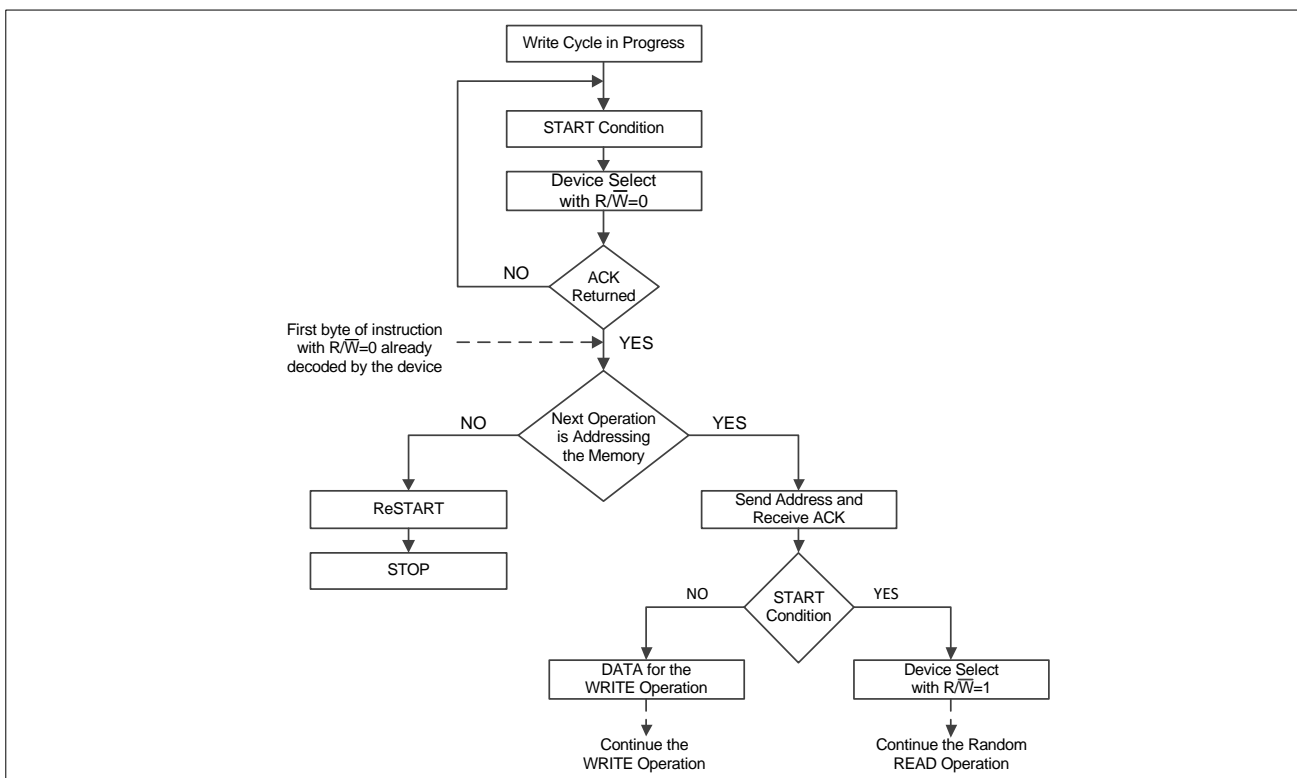 Write Cycle in Progress
START Condition
Device Select
with R/W̅=0
NO
ACK
Returned
First byte of instruction
with R/W̅=0 already
decoded by the device
YES
NO
Next Operation
is Addressing
the Memory
YES
ReSTART
Send Address and
Receive ACK
STOP
NO
START
Condition
YES
DATA for the
WRITE Operation
Device Select
with R/W̅=1
Continue the
WRITE Operation
Continue the Random
READ Operation